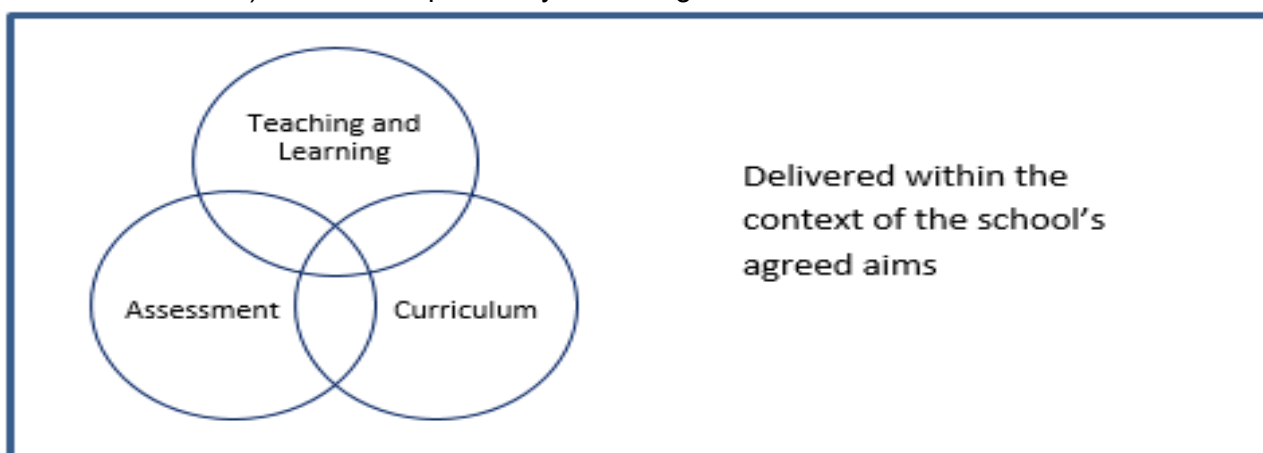 Teaching and
Learning
Assessment
Curriculum
Delivered within the
context of the school's
agreed aims